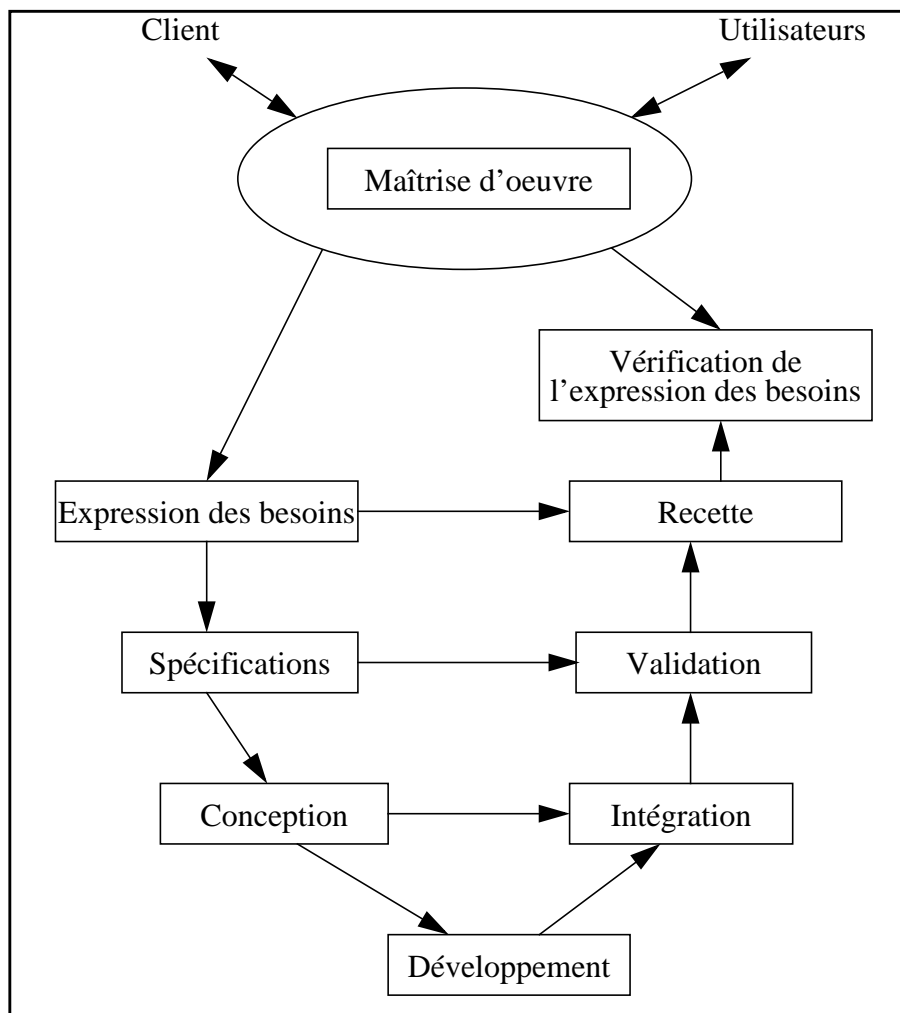 Client
Utilisateurs
Maîtrise d’oeuvre
Vérification de
l’expression des besoins
Expression des besoins
Recette
Spécifications
Validation
Conception
Intégration
Développement